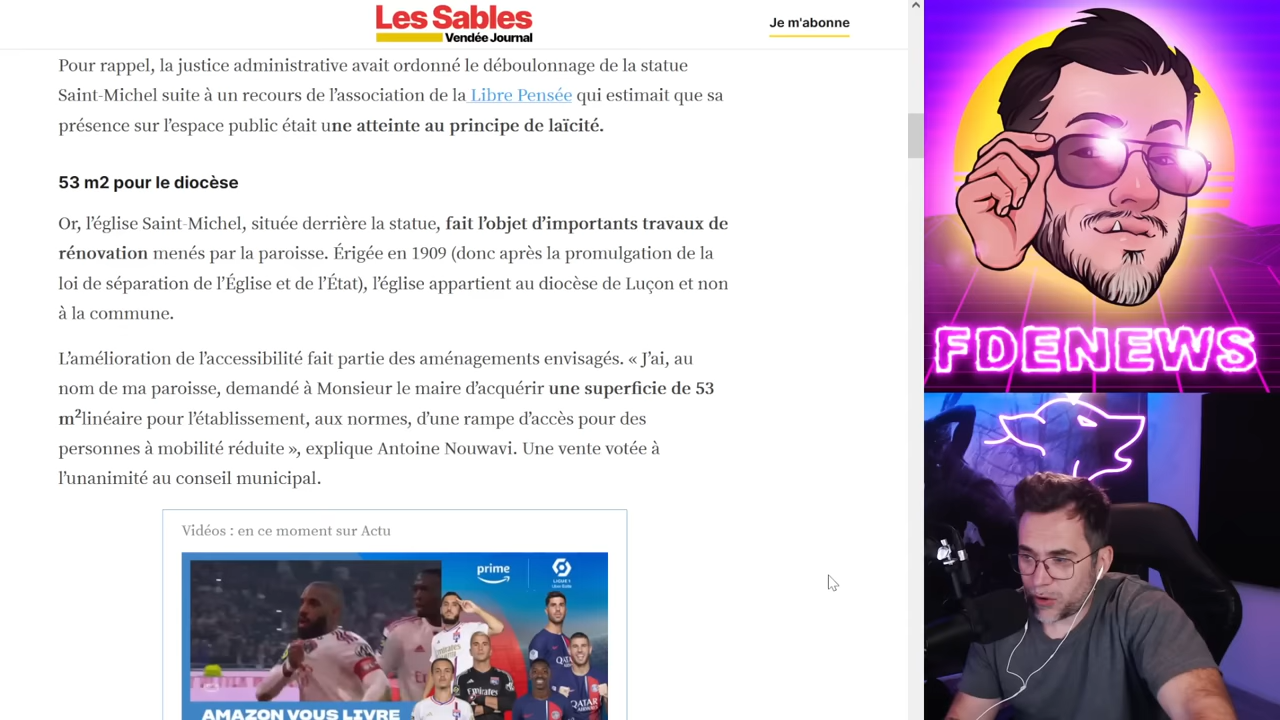 Les Sables
Vendée Journal
Je m'abonne
Pour rappel, la justice administrative avait ordonné le déboulonnage de la statue
Saint-Michel suite à un recours de l’association de la Libre Pensée qui estimait que sa
présence sur l’espace public était une atteinte au principe de laïcité.
53 m2 pour le diocèse
Or, l’église Saint-Michel, située derrière la statue, fait l’objet d’importants travaux de
rénovation menés par la paroisse. Érigée en 1909 (donc après la promulgation de la
loi de séparation de l’Église et de l’État), l’église appartient au diocèse de Luçon et non
à la commune.
L’amélioration de l’accessibilité fait partie des aménagements envisagés. « J’ai, au
nom de ma paroisse, demandé à Monsieur le maire d’acquérir une superficie de 53
m²linéaire pour l’établissement, aux normes, d’une rampe d’accès pour des
personnes à mobilité réduite », explique Antoine Nouwavi. Une vente votée à
l’unanimité au conseil municipal.
Vidéos : en ce moment sur Actu
prime
LIGUE 1
AMAZON VOUS LIVRE
FDENEWS